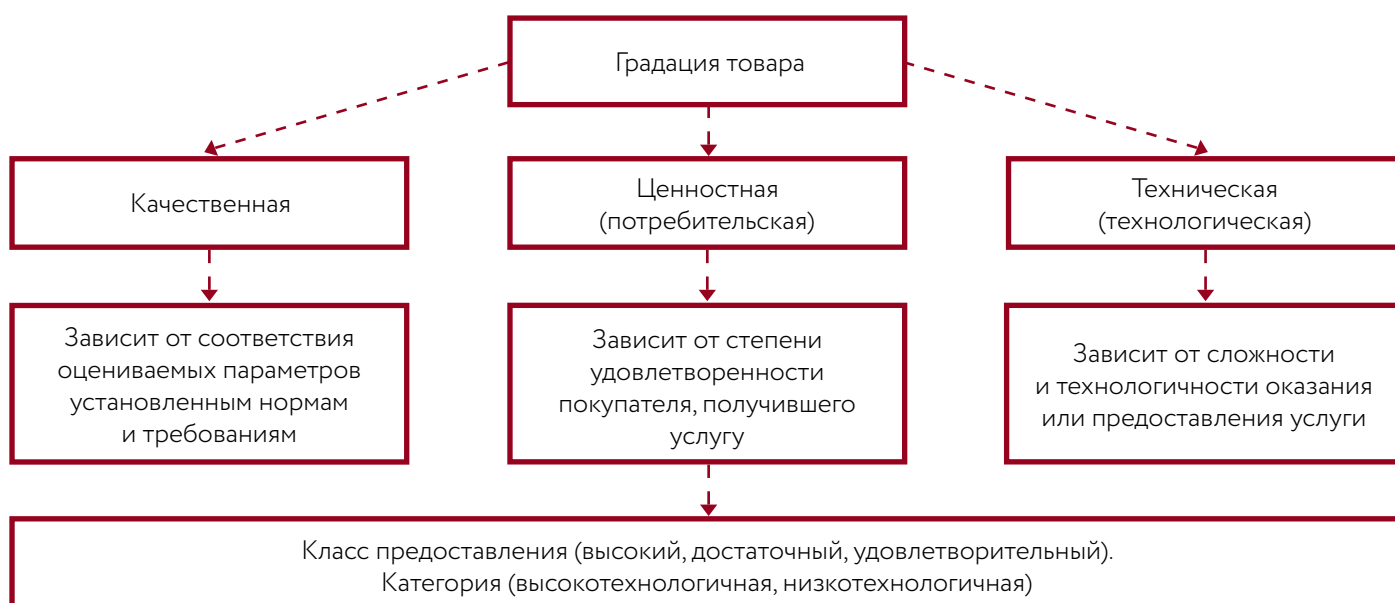 Градация товара
Качественная
Ценностная
(потребительская)
Техническая
(технологическая)
Зависит от соответствия
оцениваемых параметров
установленным нормам
и требованиям
Зависит от степени
удовлетворенности
покупателя, получившего
услугу
Зависит от сложности
и технологичности оказания
или предоставления услуги
Класс предоставления (высокий, достаточный, удовлетворительный).
Категория (высокотехнологичная, низкотехнологичная)